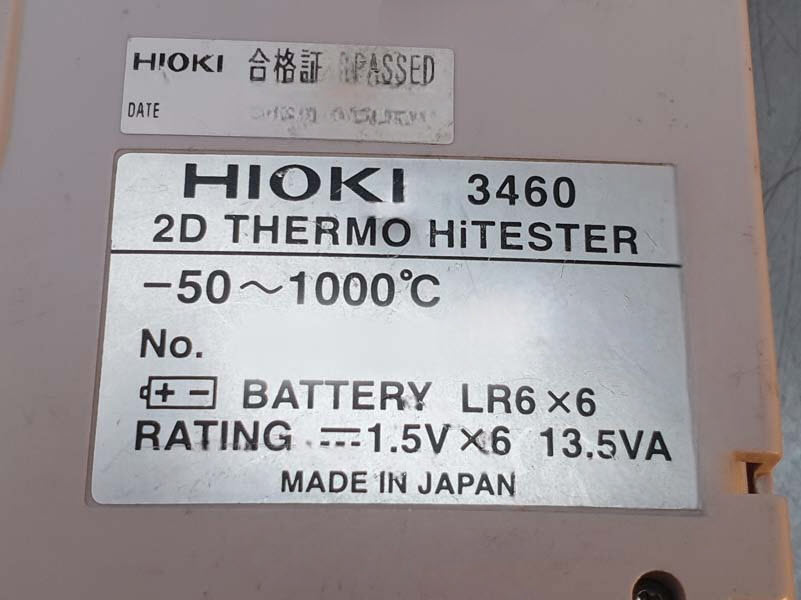 HIOKI 合格証 PASSED
DATE
HIOKI 3460
2D THERMO HiTESTER
-50~1000℃
No.
BATTERY LR6×6
RATING ⎓1.5V×6 13.5VA
MADE IN JAPAN